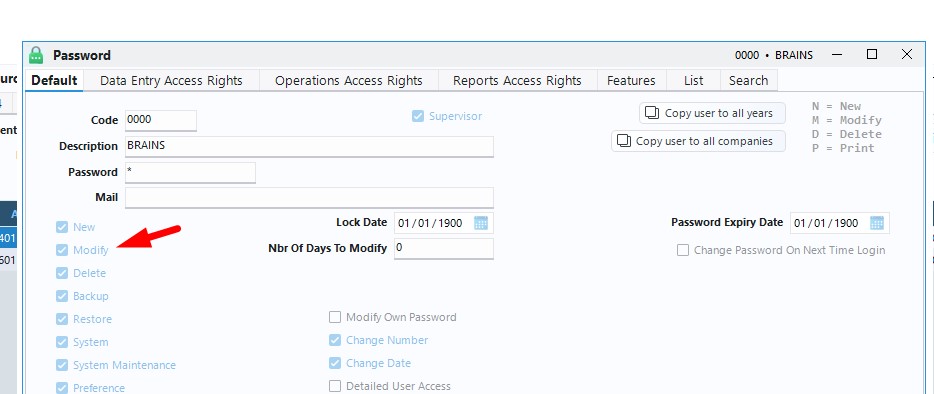 Password
0000 • BRAINS
Default
Data Entry Access Rights
Operations Access Rights
Reports Access Rights
Features
List
Search
Code
0000
Supervisor
Copy user to all years
N = New
M = Modify
D = Delete
P = Print
Description
BRAINS
Copy user to all companies
Password
*
Mail
New
Lock Date
01/01/1900
Password Expiry Date
01/01/1900
Modify
Nbr Of Days To Modify
0
Change Password On Next Time Login
Delete
Backup
Restore
Modify Own Password
System
Change Number
System Maintenance
Change Date
Preference
Detailed User Access
401
601